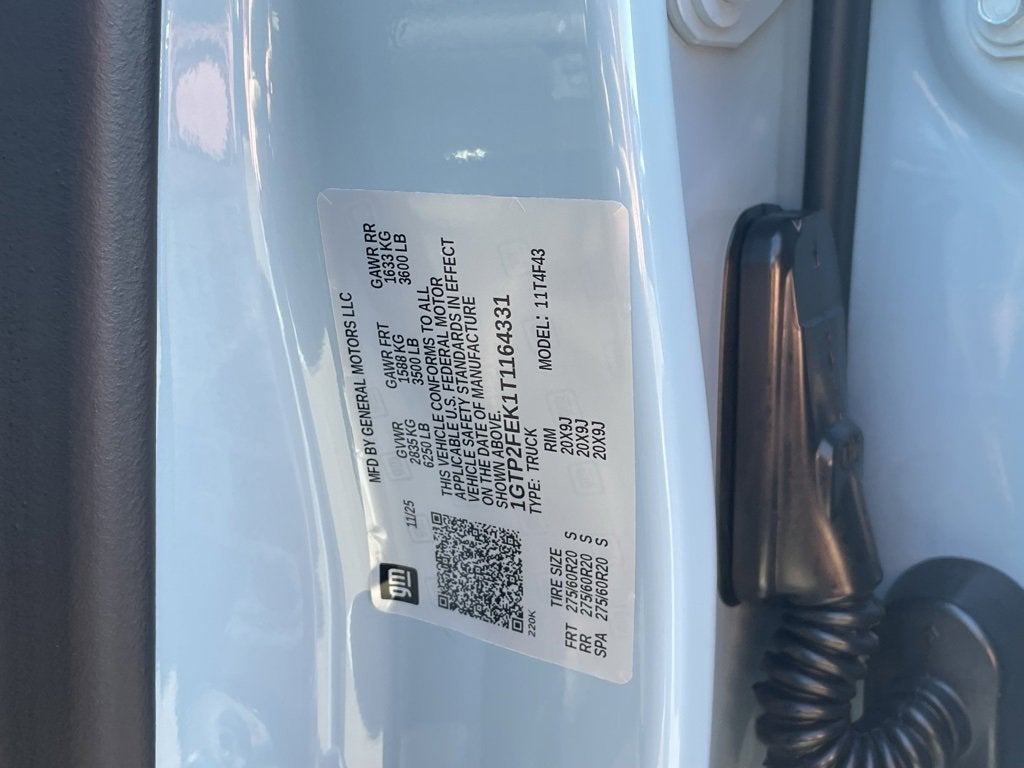 MFD BY GENERAL MOTORS LLC
gm
11/25
GVWR GAWR FRT GAWR RR
2835 KG 1588 KG 1633 KG
6250 LB 3500 LB 3600 LB
THIS VEHICLE CONFORMS TO ALL
APPLICABLE U.S. FEDERAL MOTOR
VEHICLE SAFETY STANDARDS IN EFFECT
ON THE DATE OF MANUFACTURE
SHOWN ABOVE.
1GTP2FEK1T1164331
TYPE: TRUCK MODEL: 11T4F43
220K
TIRE SIZE RIM
FRT 275/60R20 S 20X9J
RR 275/60R20 S 20X9J
SPA 275/60R20 S 20X9J